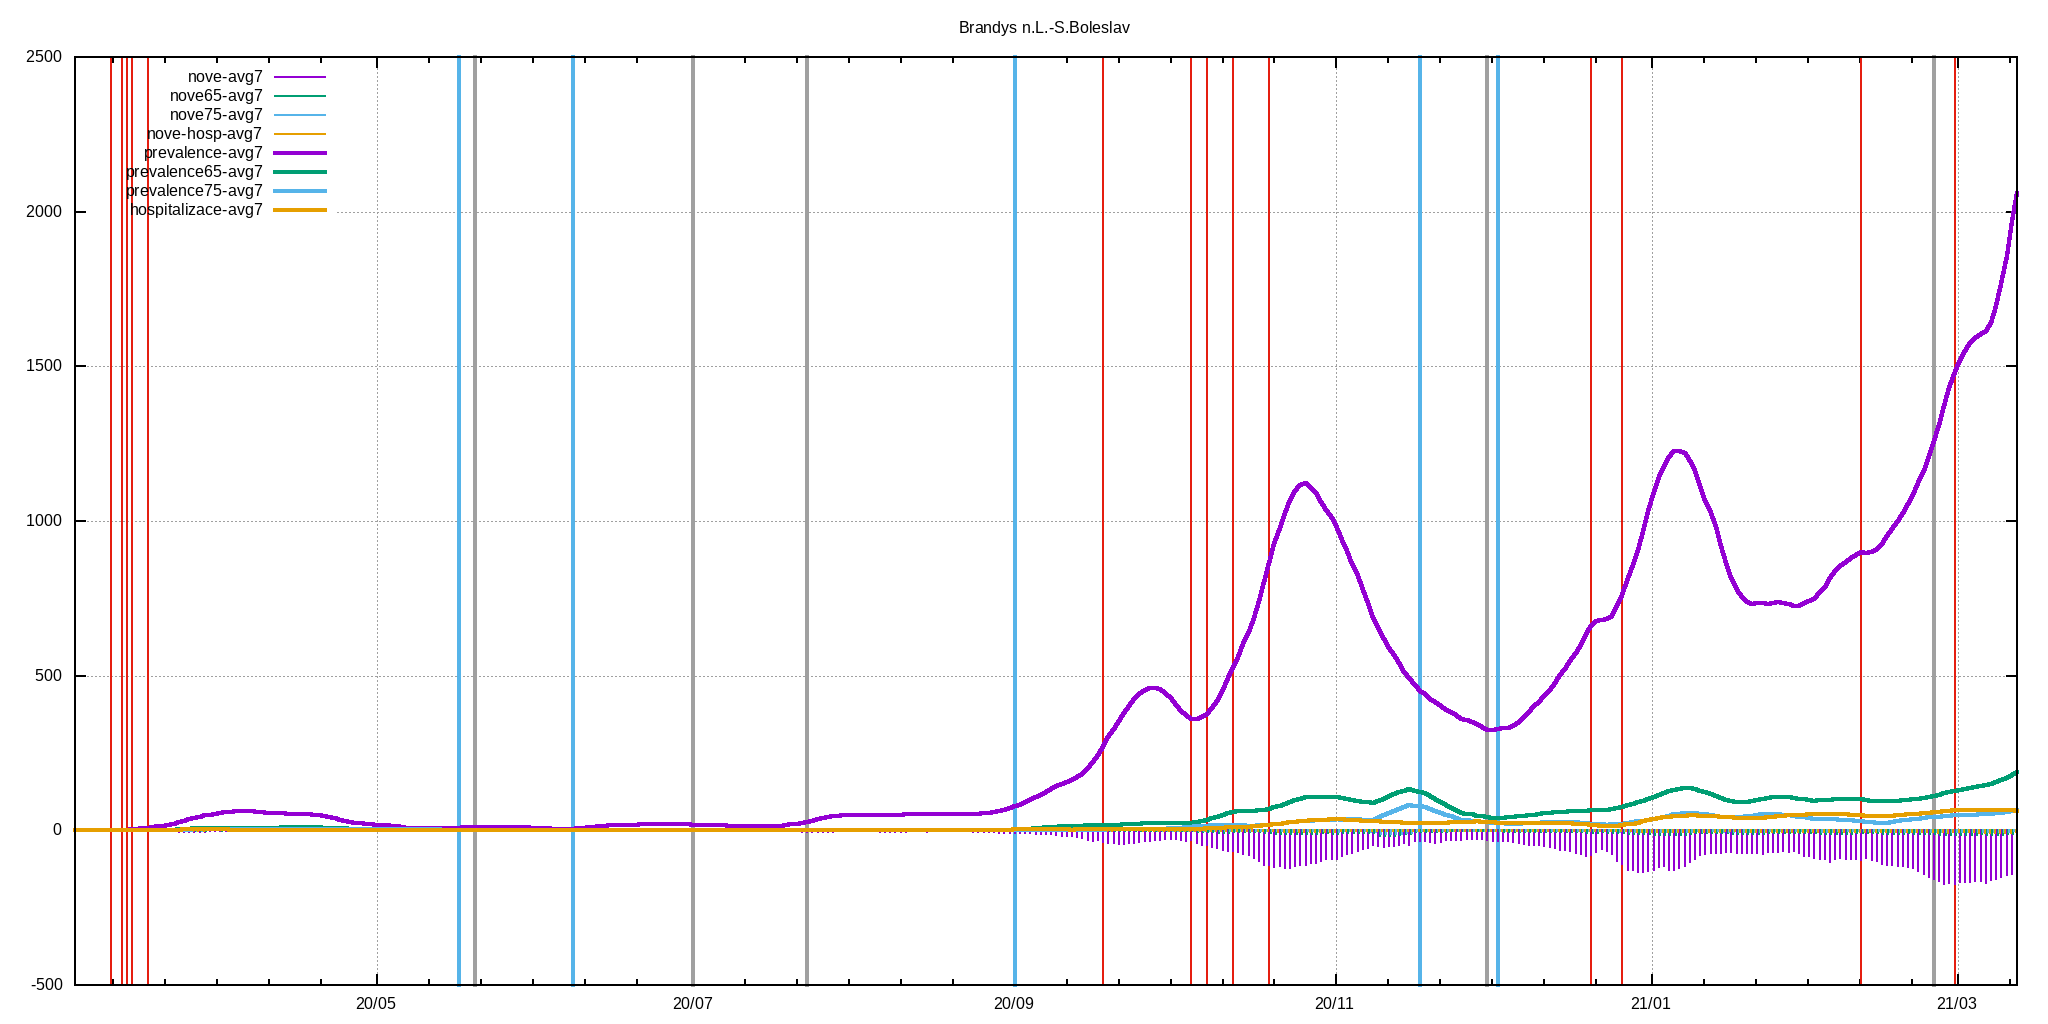 Brandys n.L.-S.Boleslav
2500
2000
1500
1000
500
0
-500
nove-avg7
nove65-avg7
nove75-avg7
nove-hosp-avg7
prevalence-avg7
prevalence65-avg7
prevalence75-avg7
hospitalizace-avg7
20/05
20/07
20/09
20/11
21/01
21/03